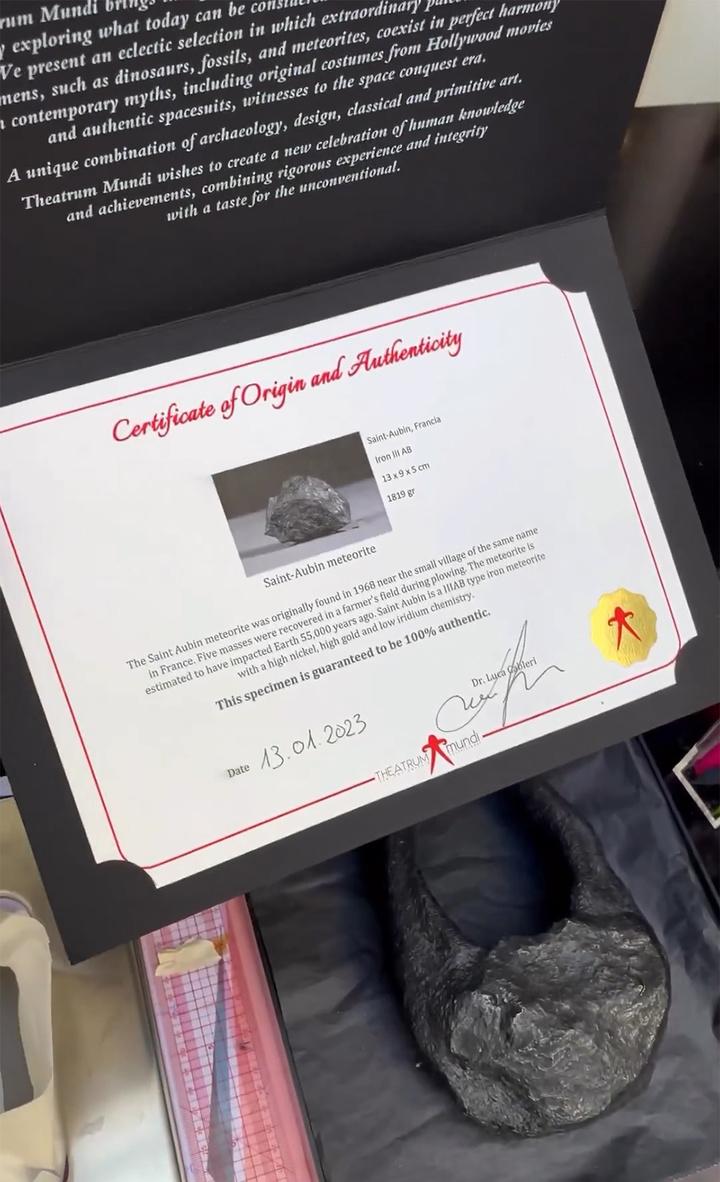 rum Mundi brings
exploring what today can be
We present an eclectic selection in which extraordinary
mens, such as dinosaurs, fossils, and meteorites, coexist in perfect harmony
contemporary myths, including original costumes from Hollywood movies
and authentic spacesuits, witnesses to the space conquest era.
A unique combination of archaeology, design, classical and primitive art.
Theatrum Mundi wishes to create a new celebration of human knowledge
and achievements, combining rigorous experience and integrity
with a taste for the unconventional.
Certificate of Origin and Authenticity
Saint-Aubin, Francia
Iron III AB
13 x 9 x 5 cm
1819 gr
Saint-Aubin meteorite
The Saint Aubin meteorite was originally found in 1968 near the small village of the same name
in France. Five masses were recovered in a farmer's field during plowing. The meteorite is
estimated to have impacted Earth 55,000 years ago. Saint Aubin is a IIIAB type iron meteorite
with a high nickel, high gold and low iridium chemistry.
This specimen is guaranteed to be 100% authentic.
Dr. Luca Cableri
Date 13.01.2023
THEATRUM mundi